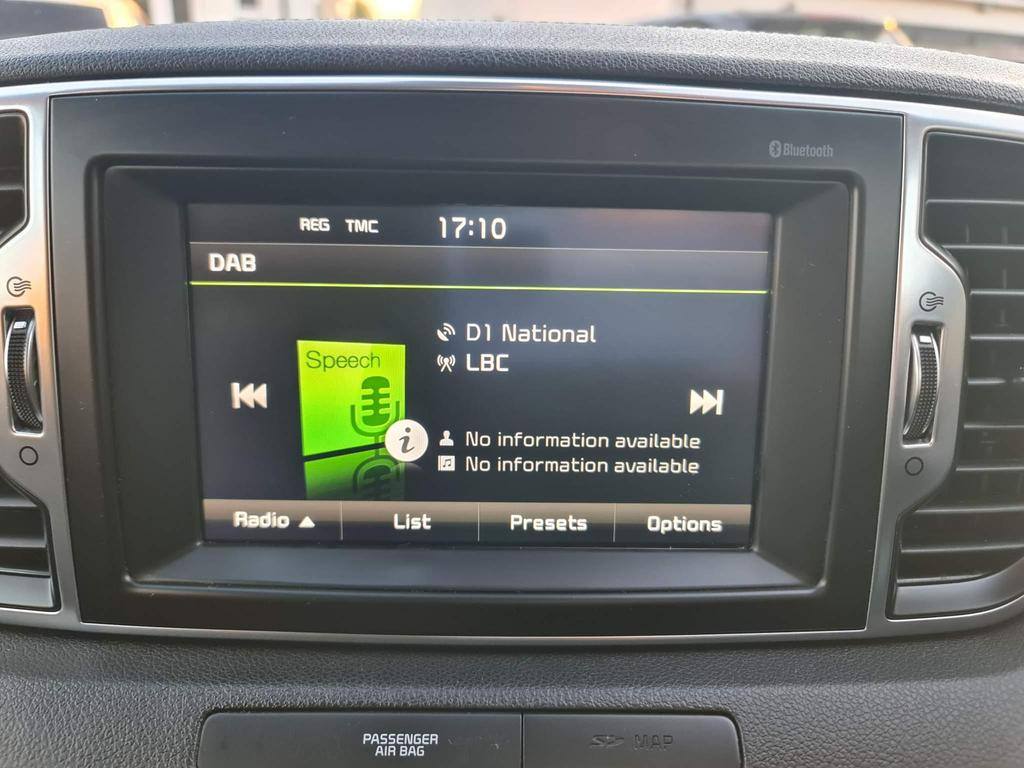 Bluetooth
REG TMC 17:10
DAB
D1 National
LBC
Speech
i
No information available
No information available
Radio ▲ List Presets Options
PASSENGER
AIR BAG
SD MAP